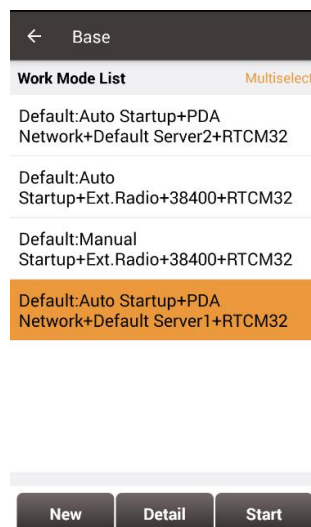 Base
Work Mode List
Multiselect
Default:Auto Startup+PDA
Network+Default Server2+RTCM32
Default:Auto
Startup+Ext.Radio+38400+RTCM32
Default:Manual
Startup+Ext.Radio+38400+RTCM32
Default:Auto Startup+PDA
Network+Default Server1+RTCM32
New
Detail
Start